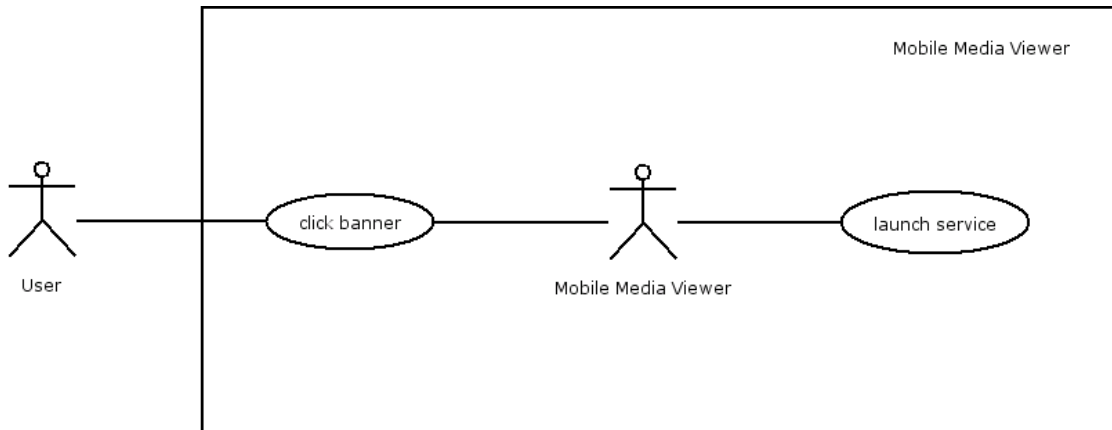 Mobile Media Viewer
click banner
launch service
User
Mobile Media Viewer